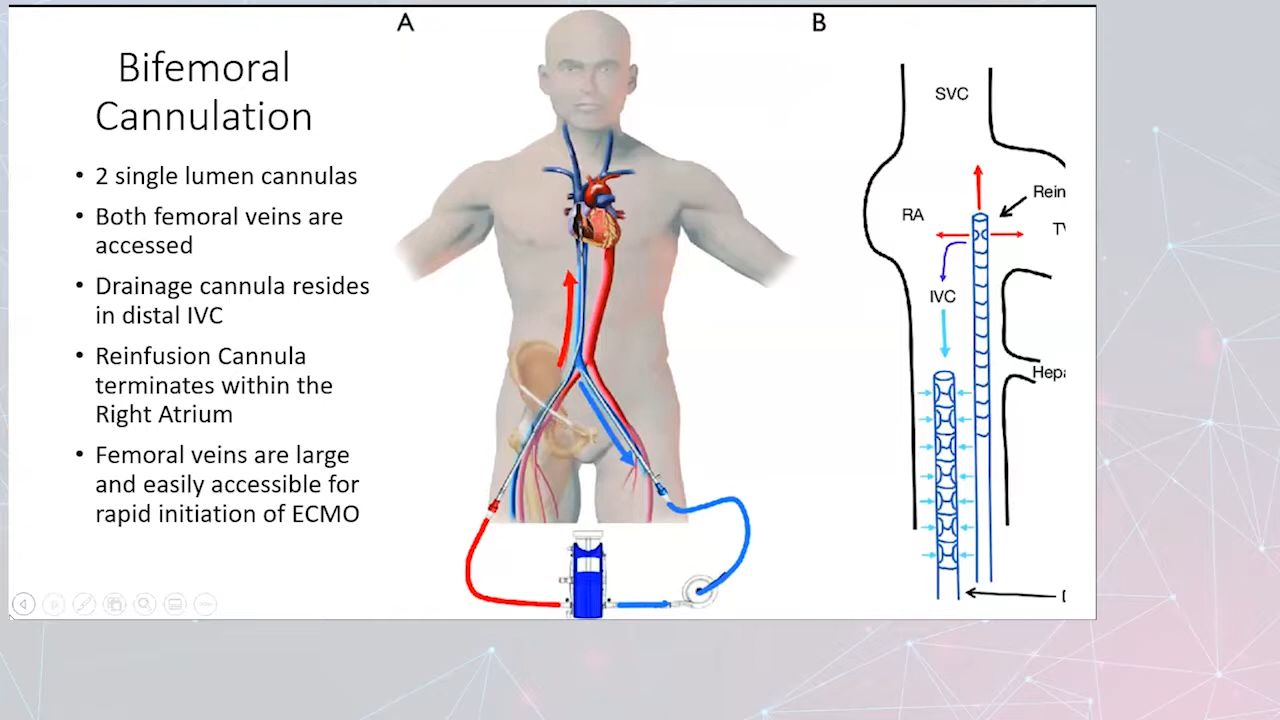 Bifemoral
Cannulation
• 2 single lumen cannulas
• Both femoral veins are
accessed
• Drainage cannula resides
in distal IVC
• Reinfusion Cannula
terminates within the
Right Atrium
• Femoral veins are large
and easily accessible for
rapid initiation of ECMO
A
B
SVC
Rein
RA
IVC
Hepa